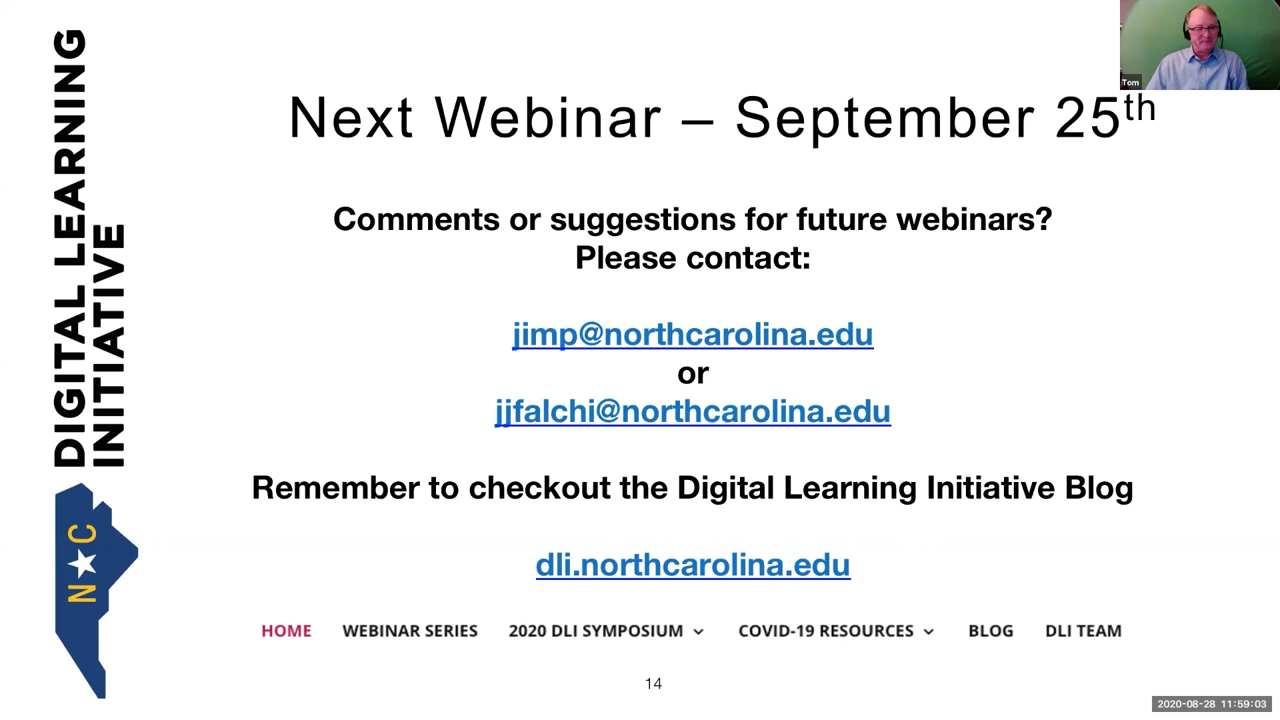 DIGITAL LEARNING
INITIATIVE
N C
Tom
Next Webinar – September 25th
Comments or suggestions for future webinars?
Please contact:
jimp@northcarolina.edu
or
jjfalchi@northcarolina.edu
Remember to checkout the Digital Learning Initiative Blog
dli.northcarolina.edu
HOME WEBINAR SERIES 2020 DLI SYMPOSIUM COVID-19 RESOURCES BLOG DLI TEAM
14
2020-08-28 11:59:03